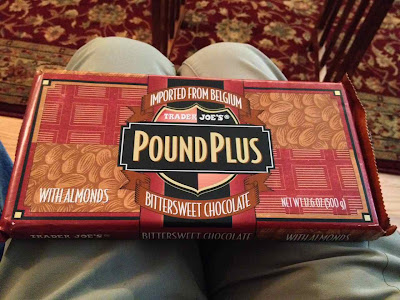 IMPORTED FROM BELGIUM
TRADER JOE'S®
POUND PLUS
WITH ALMONDS
BITTERSWEET CHOCOLATE
NET WT 17.6 OZ (500g)
TRADER JOE'S
BITTERSWEET CHOCOLATE
WITH ALMONDS